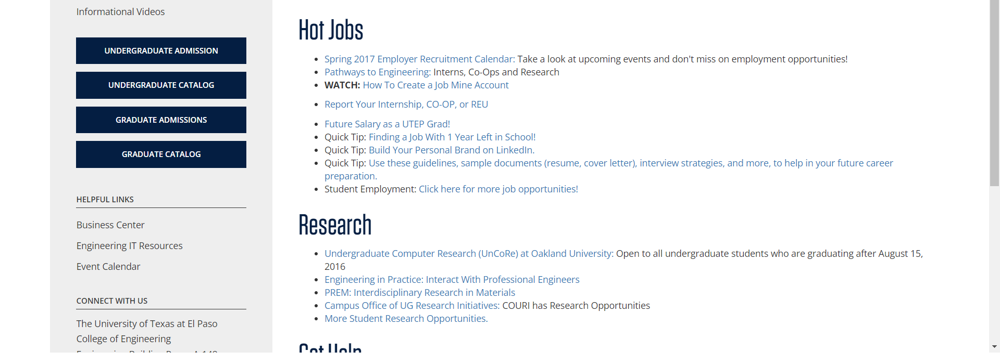 Informational Videos
UNDERGRADUATE ADMISSION
UNDERGRADUATE CATALOG
GRADUATE ADMISSIONS
GRADUATE CATALOG
HELPFUL LINKS
Business Center
Engineering IT Resources
Event Calendar
CONNECT WITH US
The University of Texas at El Paso
College of Engineering
Hot Jobs
Spring 2017 Employer Recruitment Calendar: Take a look at upcoming events and don't miss on employment opportunities!
Pathways to Engineering: Interns, Co-Ops and Research
WATCH: How To Create a Job Mine Account
Report Your Internship, CO-OP, or REU
Future Salary as a UTEP Grad!
Quick Tip: Finding a Job With 1 Year Left in School!
Quick Tip: Build Your Personal Brand on LinkedIn.
Quick Tip: Use these guidelines, sample documents (resume, cover letter), interview strategies, and more, to help in your future career
preparation.
Student Employment: Click here for more job opportunities!
Research
Undergraduate Computer Research (UnCoRe) at Oakland University: Open to all undergraduate students who are graduating after August 15,
2016
Engineering in Practice: Interact With Professional Engineers
PREM: Interdisciplinary Research in Materials
Campus Office of UG Research Initiatives: COURI has Research Opportunities
More Student Research Opportunities.
Get Help